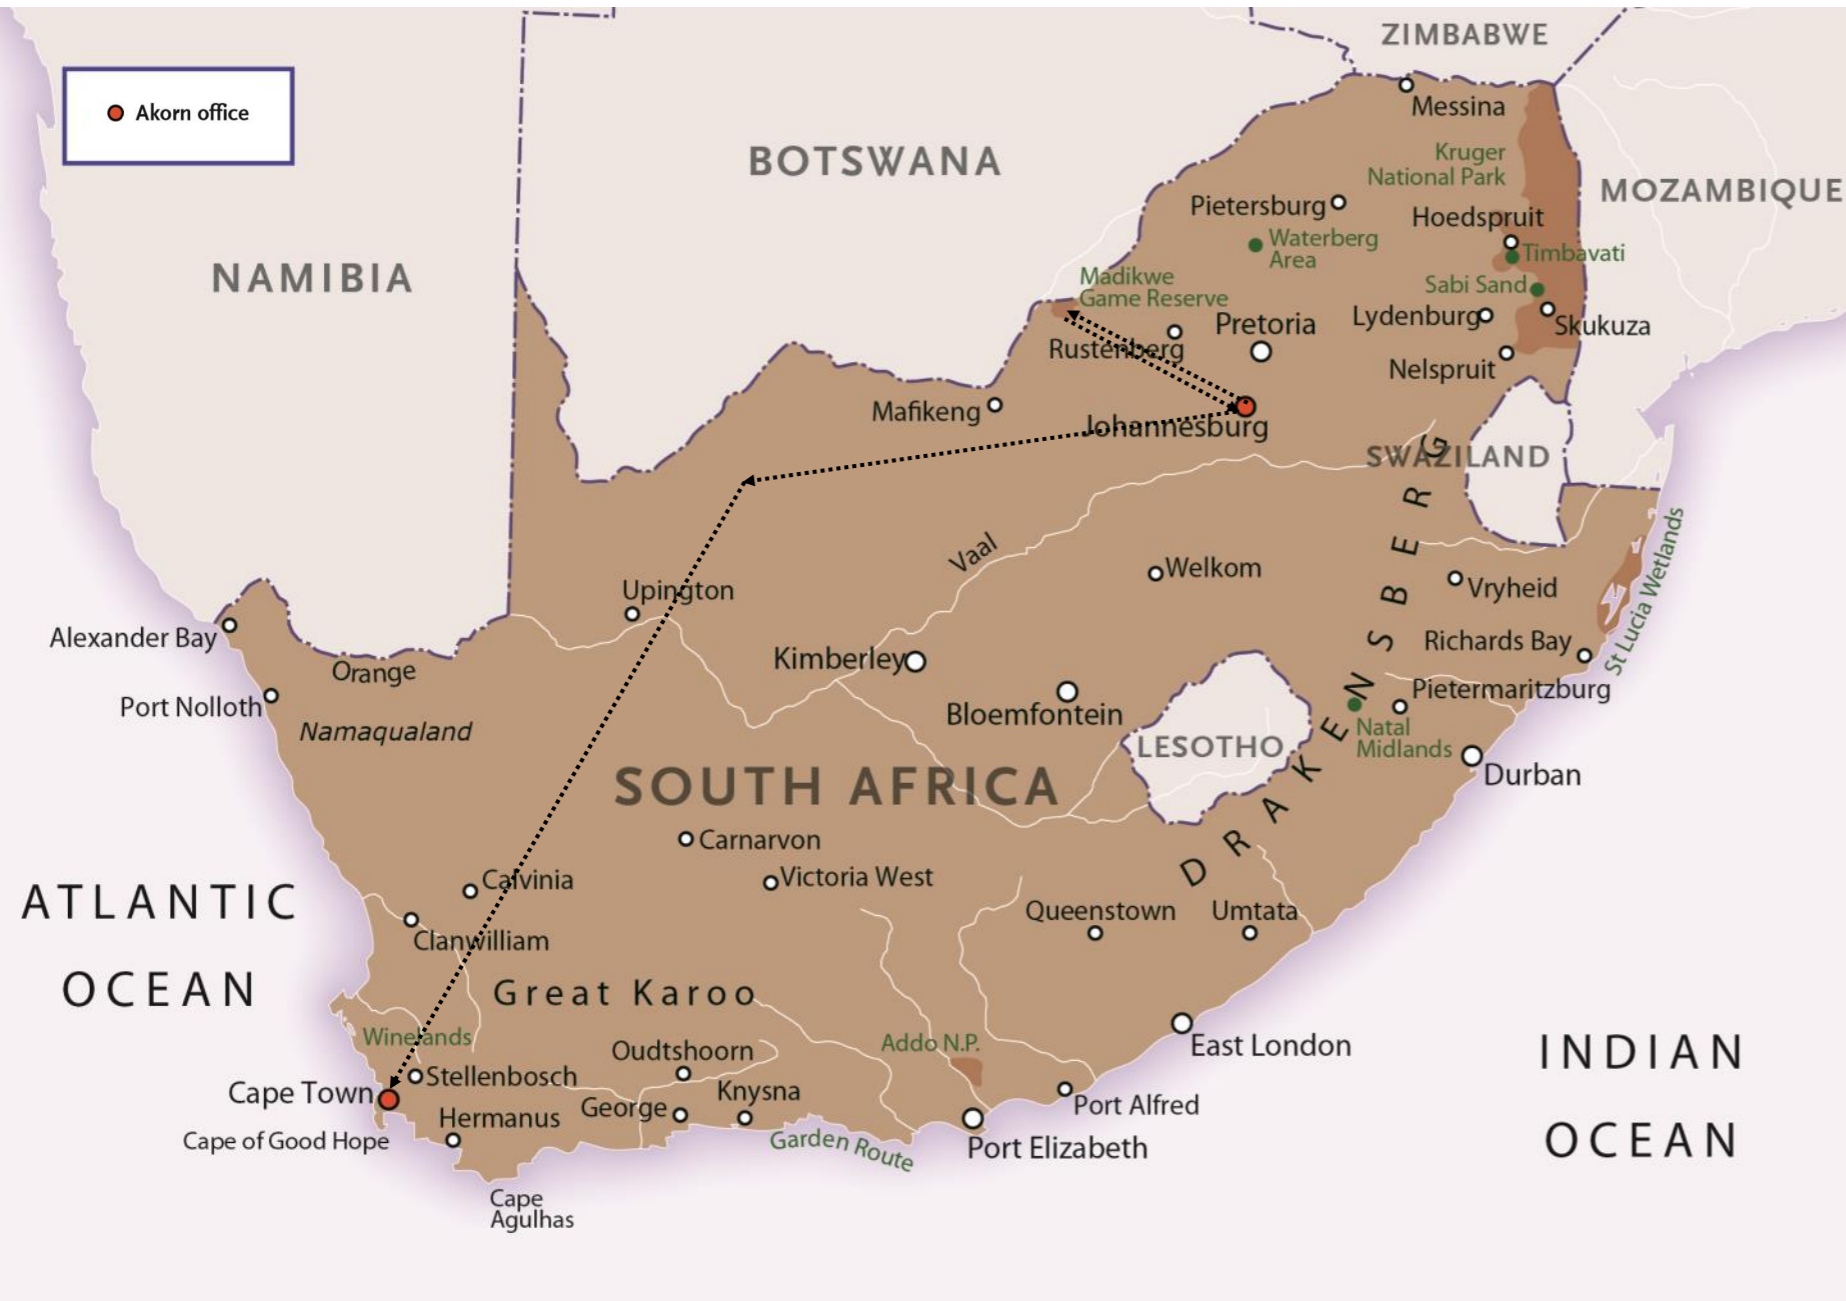 ZIMBABWE
Akorn office
Messina
BOTSWANA
Kruger
National Park
MOZAMBIQUE
Pietersburg
Hoedspruit
Waterberg
Area
Timbavati
NAMIBIA
Madikwe
Game Reserve
Sabi Sand
Pretoria
Lydenburg
Skukuza
Rustenberg
Nelspruit
Mafikeng
Johannesburg
SWAZILAND
Vaal
Welkom
Upington
Vryheid
St Lucia Wetlands
Alexander Bay
Richards Bay
Kimberley
Orange
Pietermaritzburg
Port Nolloth
Bloemfontein
Namaqualand
Natal
Midlands
LESOTHO
DRAKENSBERG
SOUTH AFRICA
Durban
Carnarvon
Calvinia
Victoria West
ATLANTIC
OCEAN
Queenstown
Umtata
Clanwilliam
Great Karoo
Winelands
Addo N.P.
East London
INDIAN
OCEAN
Oudtshoorn
Stellenbosch
Cape Town
Knysna
George
Port Alfred
Hermanus
Cape of Good Hope
Garden Route
Port Elizabeth
Cape
Agulhas